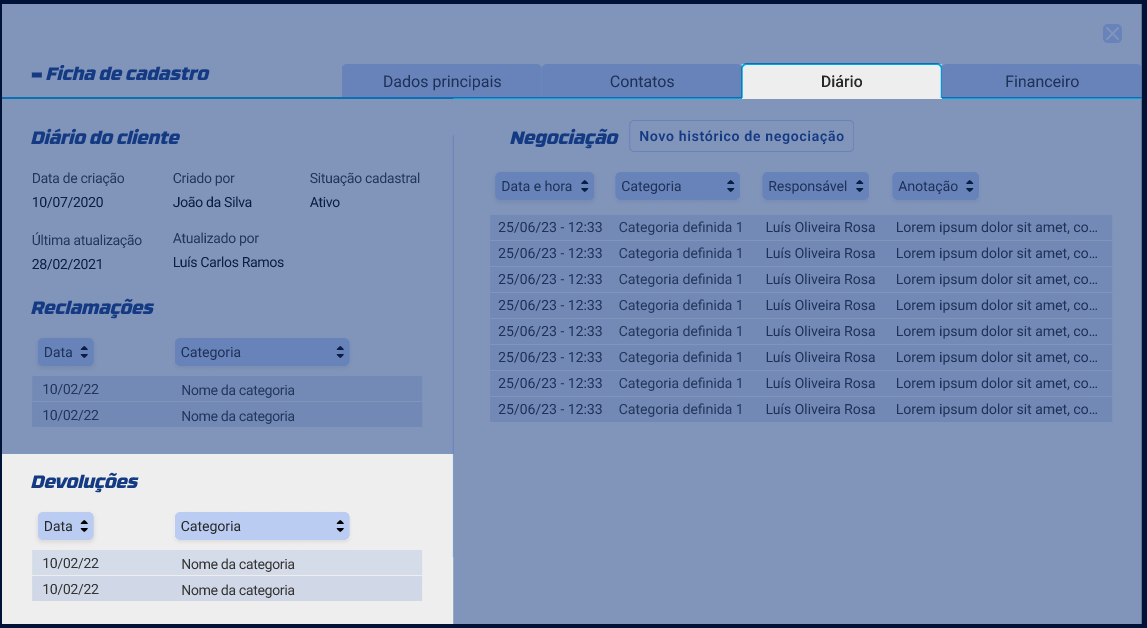 Ficha de cadastro
Dados principais
Contatos
Diário
Financeiro
Diário do cliente
Data de criação
Criado por
Situação cadastral
10/07/2020
João da Silva
Ativo
Última atualização
Atualizado por
28/02/2021
Luís Carlos Ramos
Reclamações
Data
Categoria
10/02/22 Nome da categoria
10/02/22 Nome da categoria
Devoluções
Data
Categoria
10/02/22 Nome da categoria
10/02/22 Nome da categoria
Negociação
Novo histórico de negociação
Data e hora
Categoria
Responsável
Anotação
25/06/23 - 12:33 Categoria definida 1 Luís Oliveira Rosa Lorem ipsum dolor sit amet, co...
25/06/23 - 12:33 Categoria definida 1 Luís Oliveira Rosa Lorem ipsum dolor sit amet, co...
25/06/23 - 12:33 Categoria definida 1 Luís Oliveira Rosa Lorem ipsum dolor sit amet, co...
25/06/23 - 12:33 Categoria definida 1 Luís Oliveira Rosa Lorem ipsum dolor sit amet, co...
25/06/23 - 12:33 Categoria definida 1 Luís Oliveira Rosa Lorem ipsum dolor sit amet, co...
25/06/23 - 12:33 Categoria definida 1 Luís Oliveira Rosa Lorem ipsum dolor sit amet, co...
25/06/23 - 12:33 Categoria definida 1 Luís Oliveira Rosa Lorem ipsum dolor sit amet, co...
25/06/23 - 12:33 Categoria definida 1 Luís Oliveira Rosa Lorem ipsum dolor sit amet, co...